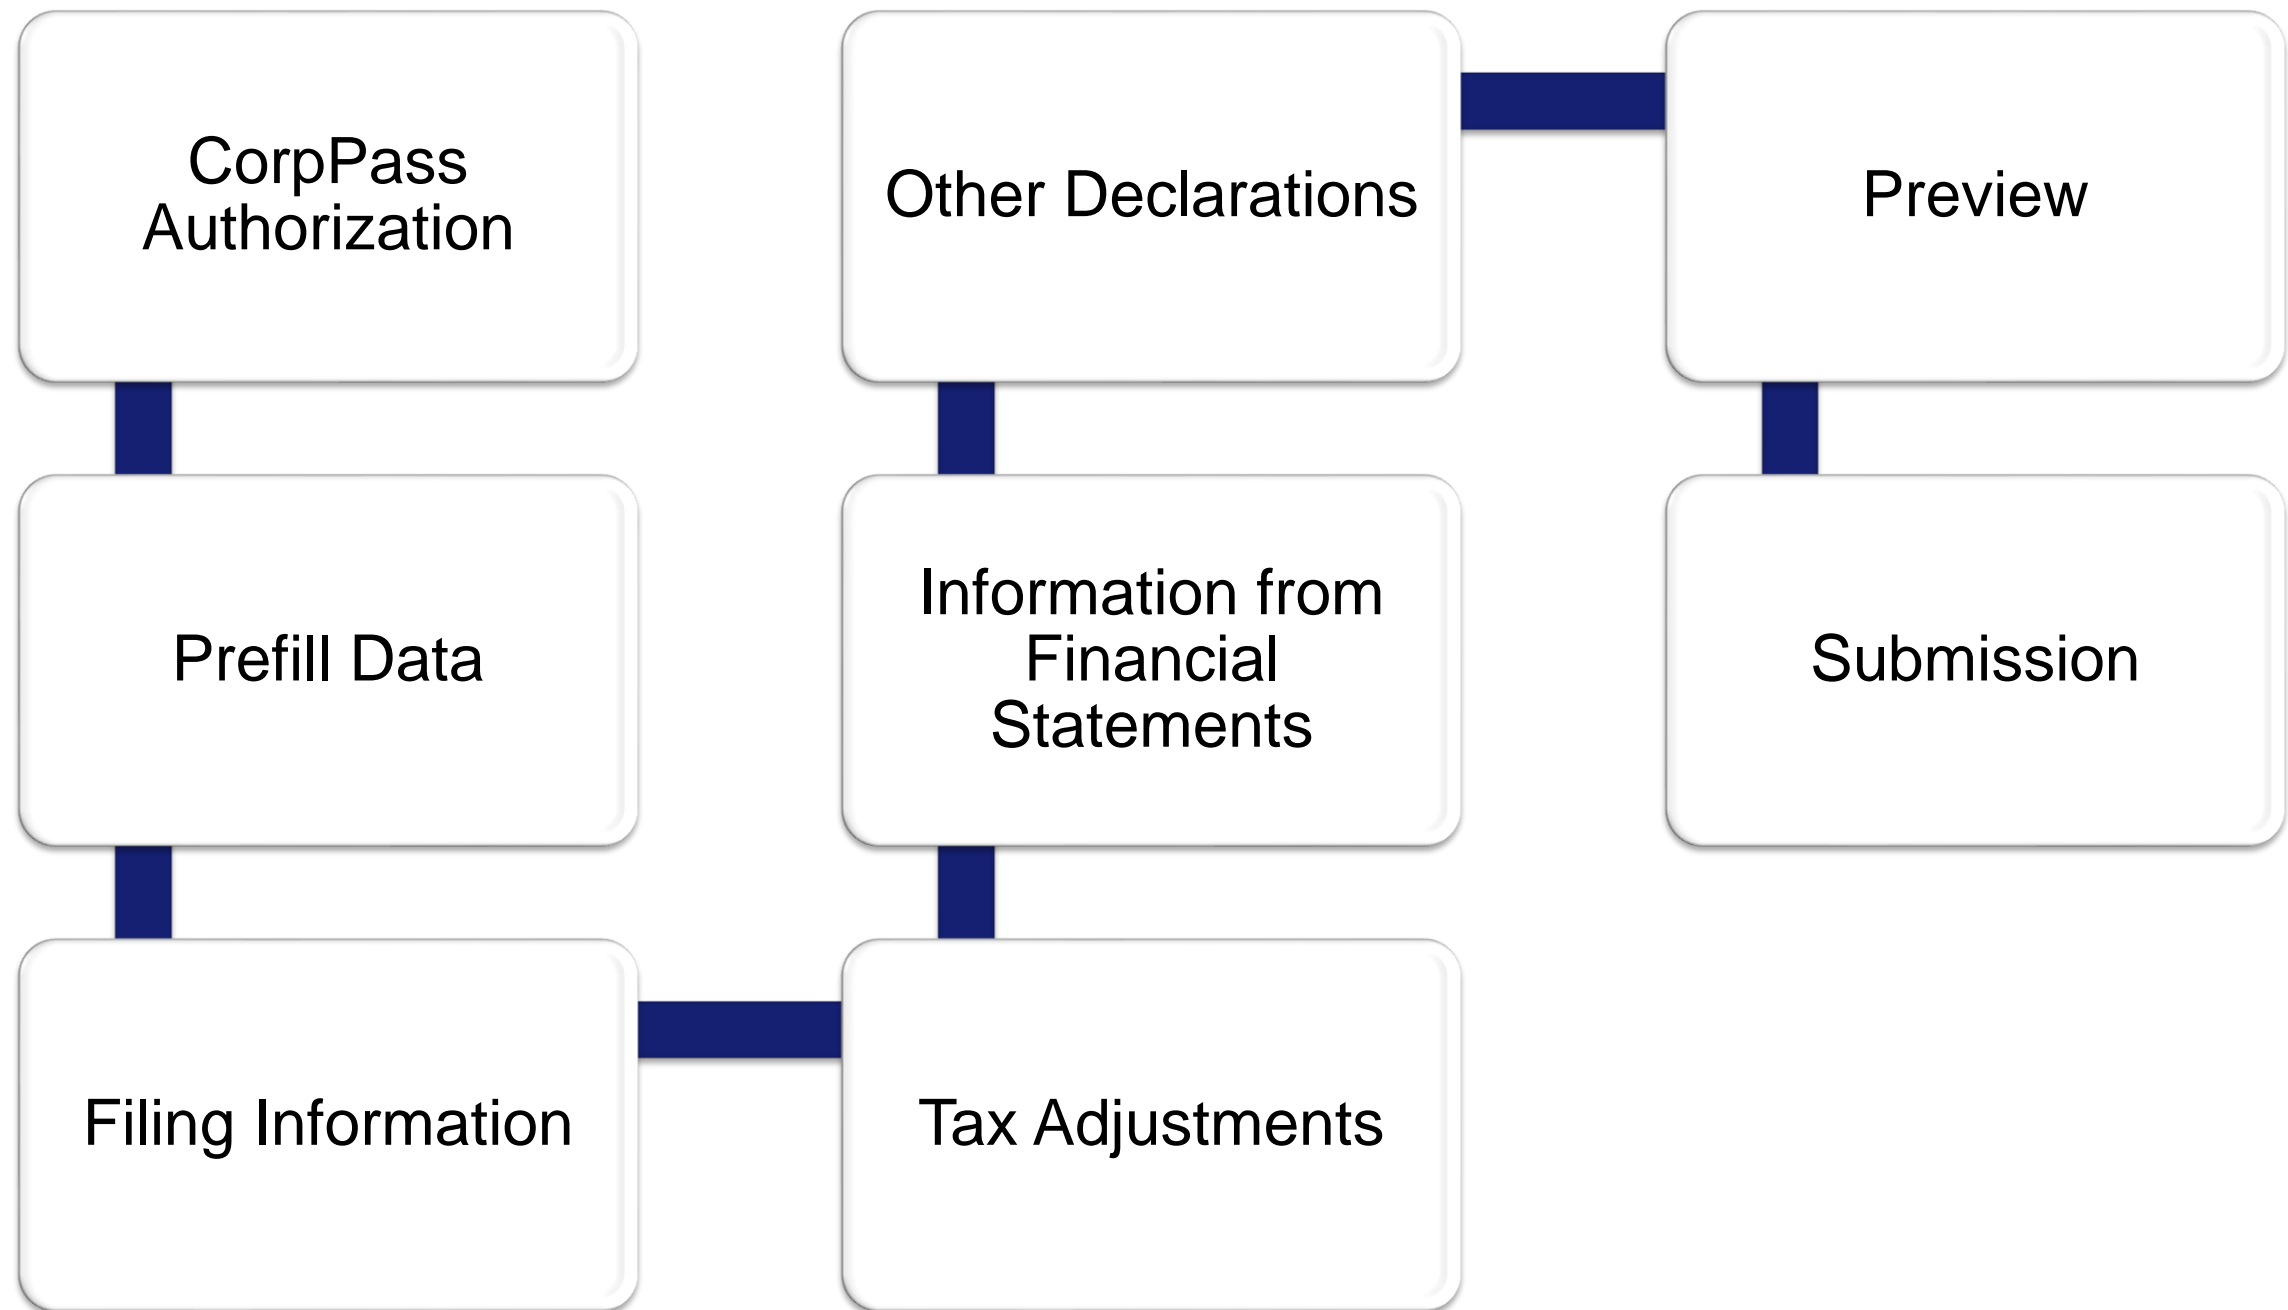 CorpPass
Authorization
Prefill Data
Filing Information
Tax Adjustments
Information from
Financial
Statements
Other Declarations
Preview
Submission